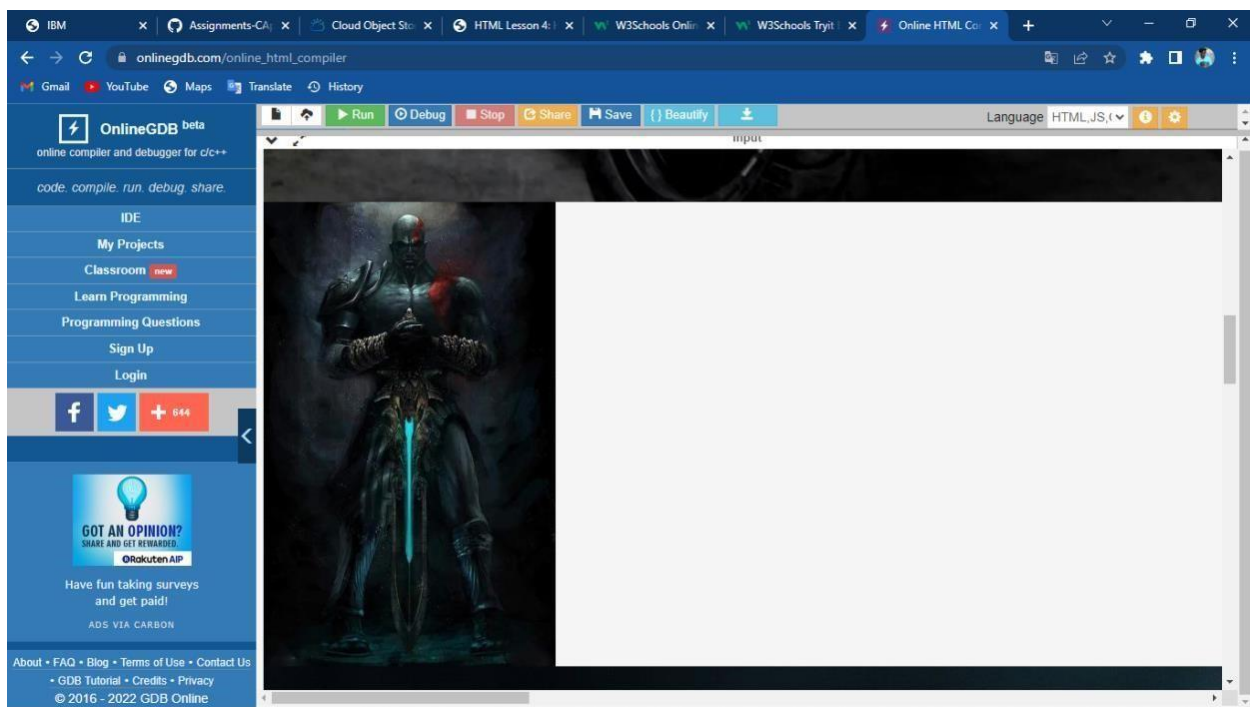 IBM
Assignments-CA
Cloud Object Sto
HTML Lesson 4:
W3Schools Onlin
W3Schools Tryit
Online HTML Co
onlinegdb.com/online_html_compiler
Gmail YouTube Maps Translate History
OnlineGDB beta
online compiler and debugger for c/c++
code. compile. run. debug. share.
IDE
My Projects
Classroom new
Learn Programming
Programming Questions
Sign Up
Login
f + 644
GOT AN OPINION?
SHARE AND GET REWARDED.
Rakuten AIP
Have fun taking surveys
and get paid!
ADS VIA CARBON
About • FAQ • Blog • Terms of Use • Contact Us
• GDB Tutorial • Credits • Privacy
© 2016 - 2022 GDB Online
Run Debug Stop Share Save {} Beautify
Language HTML,JS,(
input